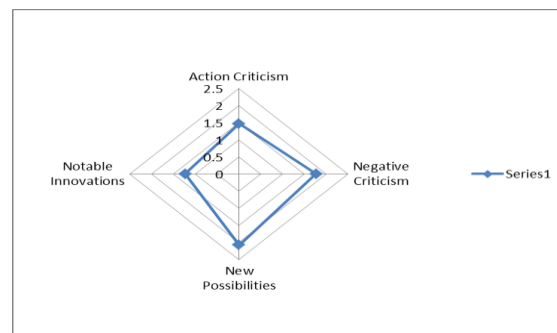 Action Criticism
2.5
2
1.5
1
0.5
0
Notable
Innovations
Negative
Criticism
Series1
New
Possibilities